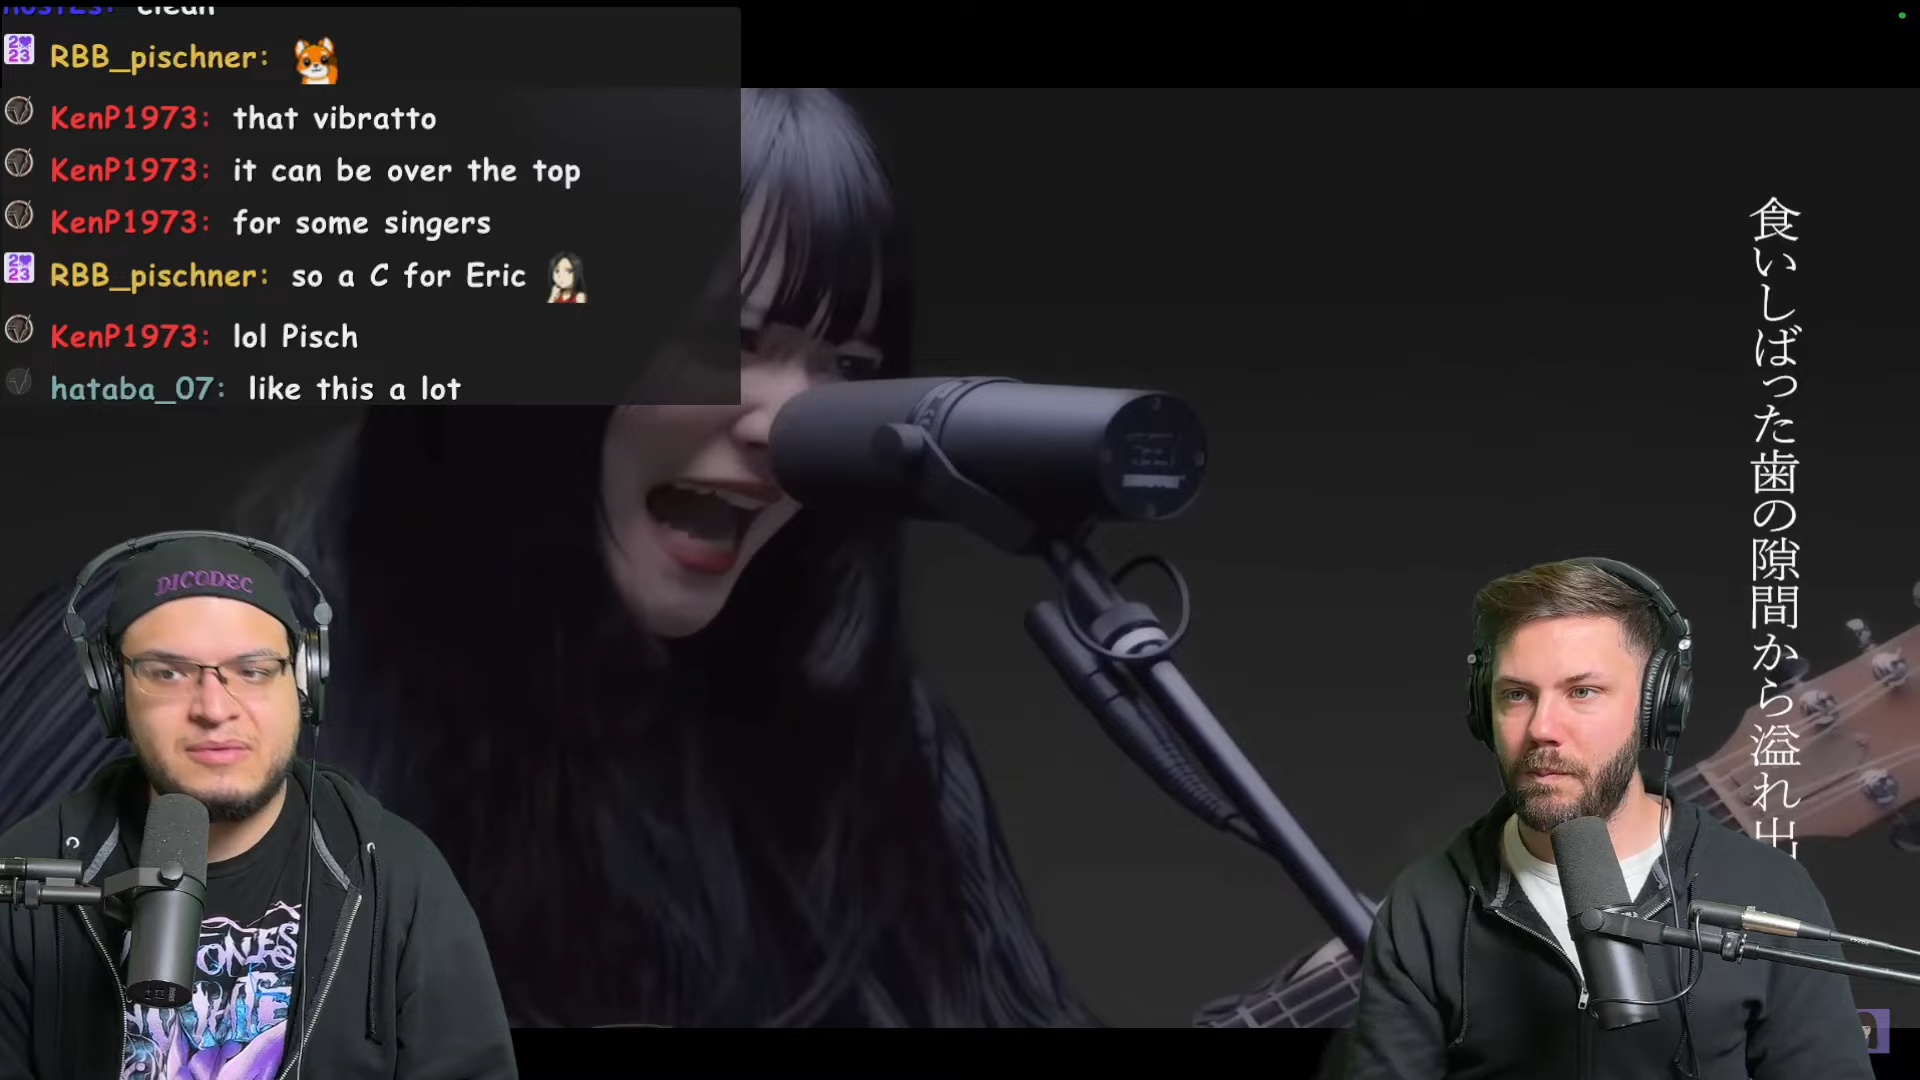 clean
RBB_pischner:
KenP1973: that vibratto
KenP1973: it can be over the top
KenP1973: for some singers
RBB_pischner: so a C for Eric
KenP1973: lol Pisch
hataba_07: like this a lot
食いしばった歯の隙間から溢れ出
DICODEC